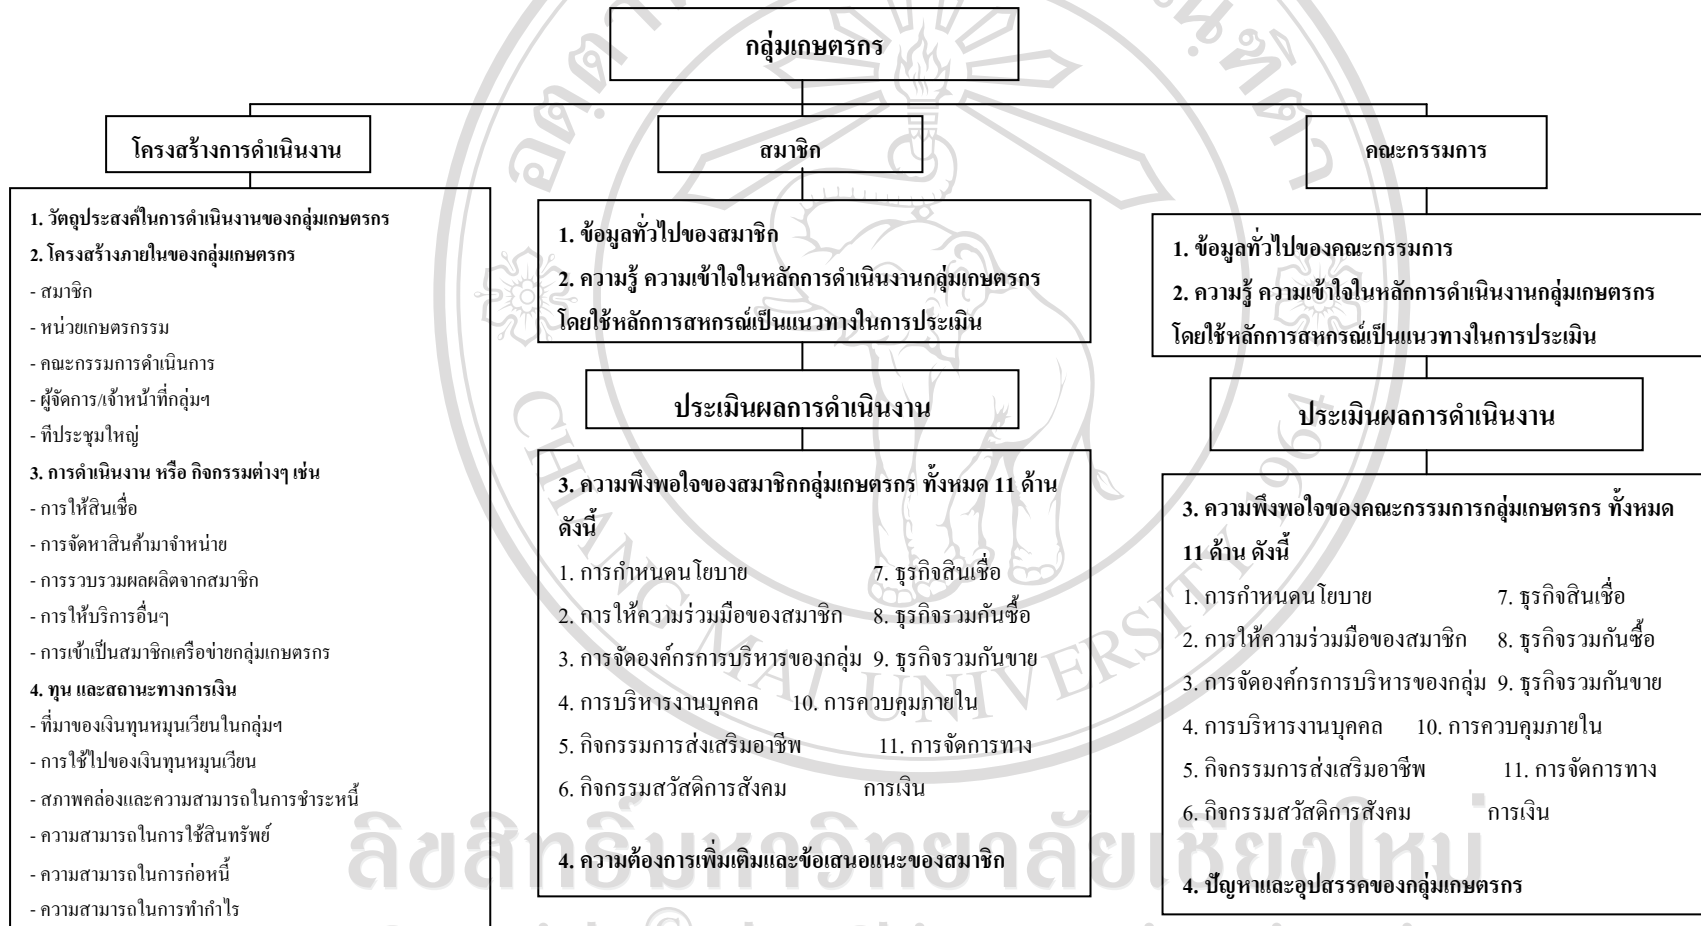 กลุ่มเกษตรกร
โครงสร้างการดำเนินงาน
1. วัตถุประสงค์ในการดำเนินงานของกลุ่มเกษตรกร
2. โครงสร้างภายในของกลุ่มเกษตรกร
- สมาชิก
- หน่วยเกษตรกรรม
- คณะกรรมการดำเนินการ
- ผู้จัดการ/เจ้าหน้าที่กลุ่มฯ
- ทีประชุมใหญ่
3. การดำเนินงาน หรือ กิจกรรมต่างๆ เช่น
- การให้สินเชื่อ
- การจัดหาสินค้ามาจำหน่าย
- การรวบรวมผลผลิตจากสมาชิก
- การให้บริการอื่นๆ
- การเข้าเป็นสมาชิกเครือข่ายกลุ่มเกษตรกร
4. ทุน และสถานะทางการเงิน
- ที่มาของเงินทุนหมุนเวียนในกลุ่มฯ
- การใช้ไปของเงินทุนหมุนเวียน
- สภาพคล่องและความสามารถในการชำระหนี้
- ความสามารถในการใช้สินทรัพย์
- ความสามารถในการก่อหนี้
- ความสามารถในการทำกำไร
สมาชิก
1. ข้อมูลทั่วไปของสมาชิก
2. ความรู้ ความเข้าใจในหลักการดำเนินงานกลุ่มเกษตรกร
โดยใช้หลักการสหกรณ์เป็นแนวทางในการประเมิน
ประเมินผลการดำเนินงาน
3. ความพึงพอใจของสมาชิกกลุ่มเกษตรกร ทั้งหมด 11 ด้าน
ดังนี้
1. การกำหนดนโยบาย 7. ธุรกิจสินเชื่อ
2. การให้ความร่วมมือของสมาชิก 8. ธุรกิจรวมกันซื้อ
3. การจัดองค์กรการบริหารของกลุ่ม 9. ธุรกิจรวมกันขาย
4. การบริหารงานบุคคล 10. การควบคุมภายใน
5. กิจกรรมการส่งเสริมอาชีพ 11. การจัดการทาง
6. กิจกรรมสวัสดิการสังคม การเงิน
4. ความต้องการเพิ่มเติมและข้อเสนอแนะของสมาชิก
คณะกรรมการ
1. ข้อมูลทั่วไปของคณะกรรมการ
2. ความรู้ ความเข้าใจในหลักการดำเนินงานกลุ่มเกษตรกร
โดยใช้หลักการสหกรณ์เป็นแนวทางในการประเมิน
ประเมินผลการดำเนินงาน
3. ความพึงพอใจของคณะกรรมการกลุ่มเกษตรกร ทั้งหมด
11 ด้าน ดังนี้
1. การกำหนดนโยบาย 7. ธุรกิจสินเชื่อ
2. การให้ความร่วมมือของสมาชิก 8. ธุรกิจรวมกันซื้อ
3. การจัดองค์กรการบริหารของกลุ่ม 9. ธุรกิจรวมกันขาย
4. การบริหารงานบุคคล 10. การควบคุมภายใน
5. กิจกรรมการส่งเสริมอาชีพ 11. การจัดการทาง
6. กิจกรรมสวัสดิการสังคม การเงิน
4. ปัญหาและอุปสรรคของกลุ่มเกษตรกร
CHIANG MAI UNIVERSITY 1964
ลิขสิทธิ์มหาวิทยาลัยเชียงใหม่